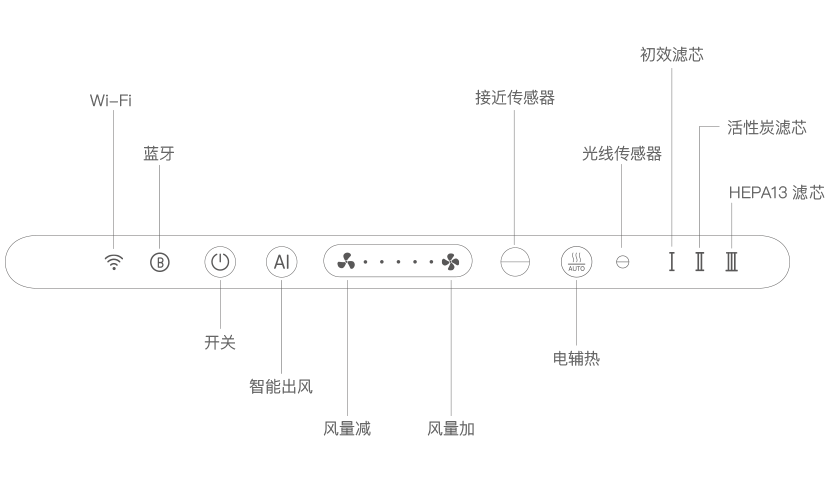 初效滤芯
Wi-Fi
接近传感器
活性炭滤芯
蓝牙
光线传感器
HEPA13 滤芯
B
AI
AUTO
I
II
III
开关
电辅热
智能出风
风量减
风量加